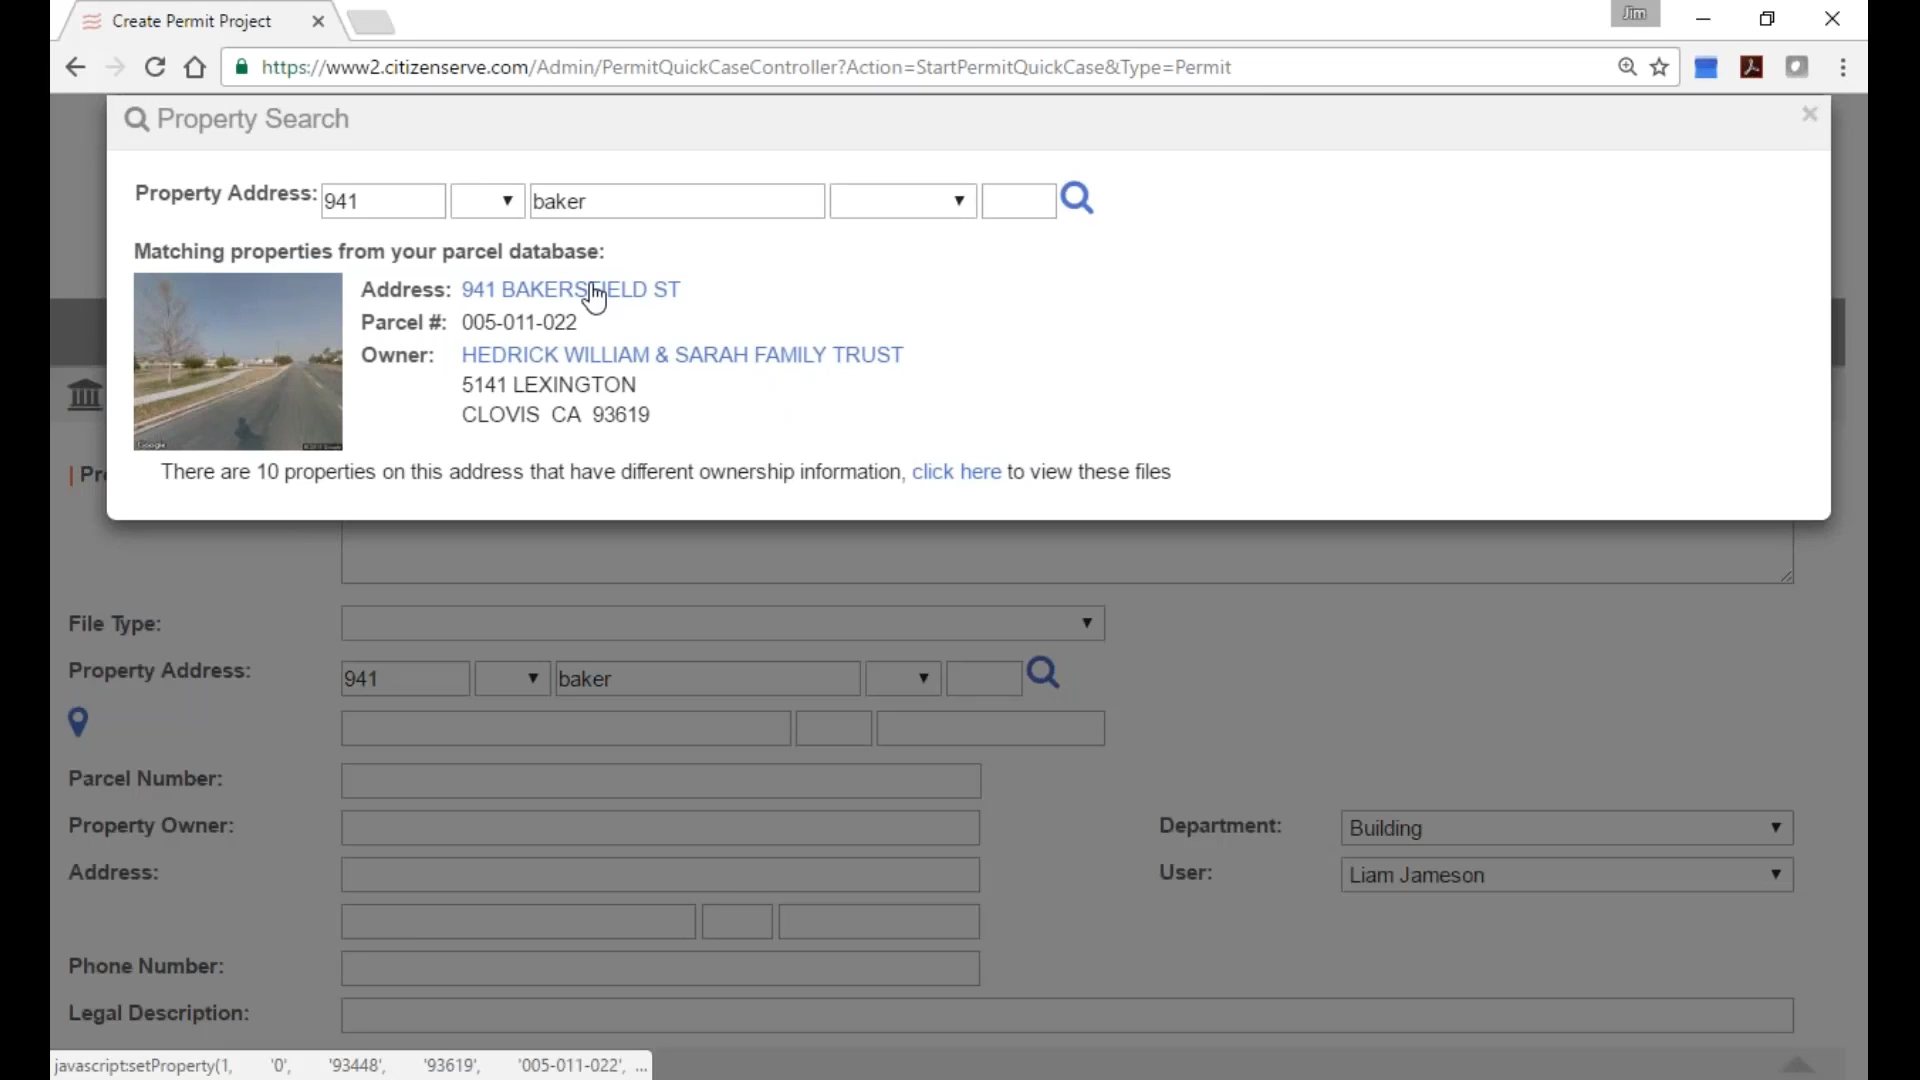 Create Permit Project
Jim
https://www2.citizenserve.com/Admin/PermitQuickCaseController?Action=StartPermitQuickCase&Type=Permit
Property Search
Property Address: 941 baker
Matching properties from your parcel database:
Address: 941 BAKERSFIELD ST
Parcel #: 005-011-022
Owner: HEDRICK WILLIAM & SARAH FAMILY TRUST
5141 LEXINGTON
CLOVIS CA 93619
Google
There are 10 properties on this address that have different ownership information, click here to view these files
Pr
File Type:
Property Address: 941 baker
Parcel Number:
Property Owner:
Department: Building
Address:
User: Liam Jameson
Phone Number:
Legal Description:
javascript:setProperty(1, '0', '93448', '93619', '005-011-022', ...